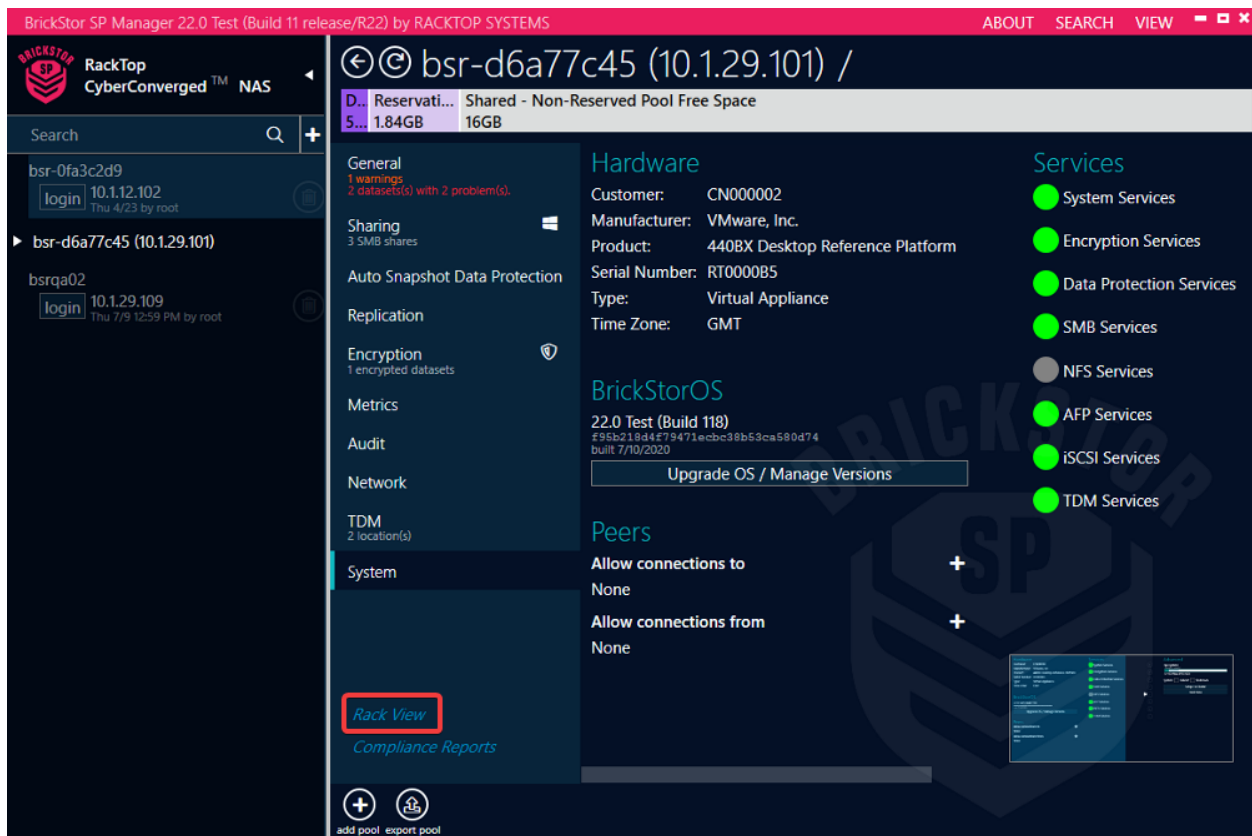 BrickStor SP Manager 22.0 Test (Build 11 release/R22) by RACKTOP SYSTEMS
ABOUT SEARCH VIEW
BRICKSTOR
SP
RackTop
CyberConverged TM NAS
Search
bsr-0fa3c2d9
login 10.1.12.102
Thu 4/23 by root
bsr-d6a77c45 (10.1.29.101)
bsrqa02
login 10.1.29.109
Thu 7/9 12:59 PM by root
bsr-d6a77c45 (10.1.29.101) /
D.. Reservati... Shared - Non-Reserved Pool Free Space
5... 1.84GB 16GB
General
1 warnings
2 datasets(s) with 2 problem(s).
Sharing
3 SMB shares
Auto Snapshot Data Protection
Replication
Encryption
1 encrypted datasets
Metrics
Audit
Network
TDM
2 location(s)
System
Rack View
Compliance Reports
Hardware
Customer: CN000002
Manufacturer: VMware, Inc.
Product: 440BX Desktop Reference Platform
Serial Number: RT0000B5
Type: Virtual Appliance
Time Zone: GMT
BrickStorOS
22.0 Test (Build 118)
f95b218d4f79471ecbc38b53ca580d74
built 7/10/2020
Upgrade OS / Manage Versions
Peers
Allow connections to
None
Allow connections from
None
Services
System Services
Encryption Services
Data Protection Services
SMB Services
NFS Services
AFP Services
iSCSI Services
TDM Services
BRICKSTOR
SP
add pool export pool